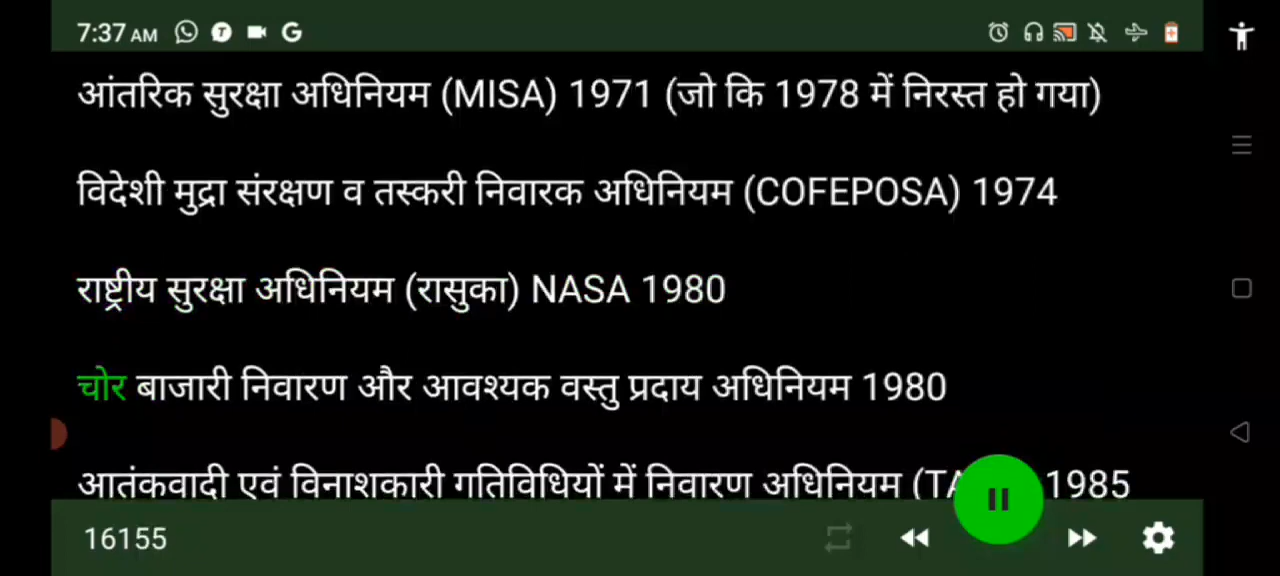 7:37 AM
आंतरिक सुरक्षा अधिनियम (MISA) 1971 (जो कि 1978 में निरस्त हो गया)
विदेशी मुद्रा संरक्षण व तस्करी निवारक अधिनियम (COFEPOSA) 1974
राष्ट्रीय सुरक्षा अधिनियम (रासुका) NASA 1980
चोर बाजारी निवारण और आवश्यक वस्तु प्रदाय अधिनियम 1980
आतंकवादी एवं विनाशकारी गतिविधियों में निवारण अधिनियम 1985
16155